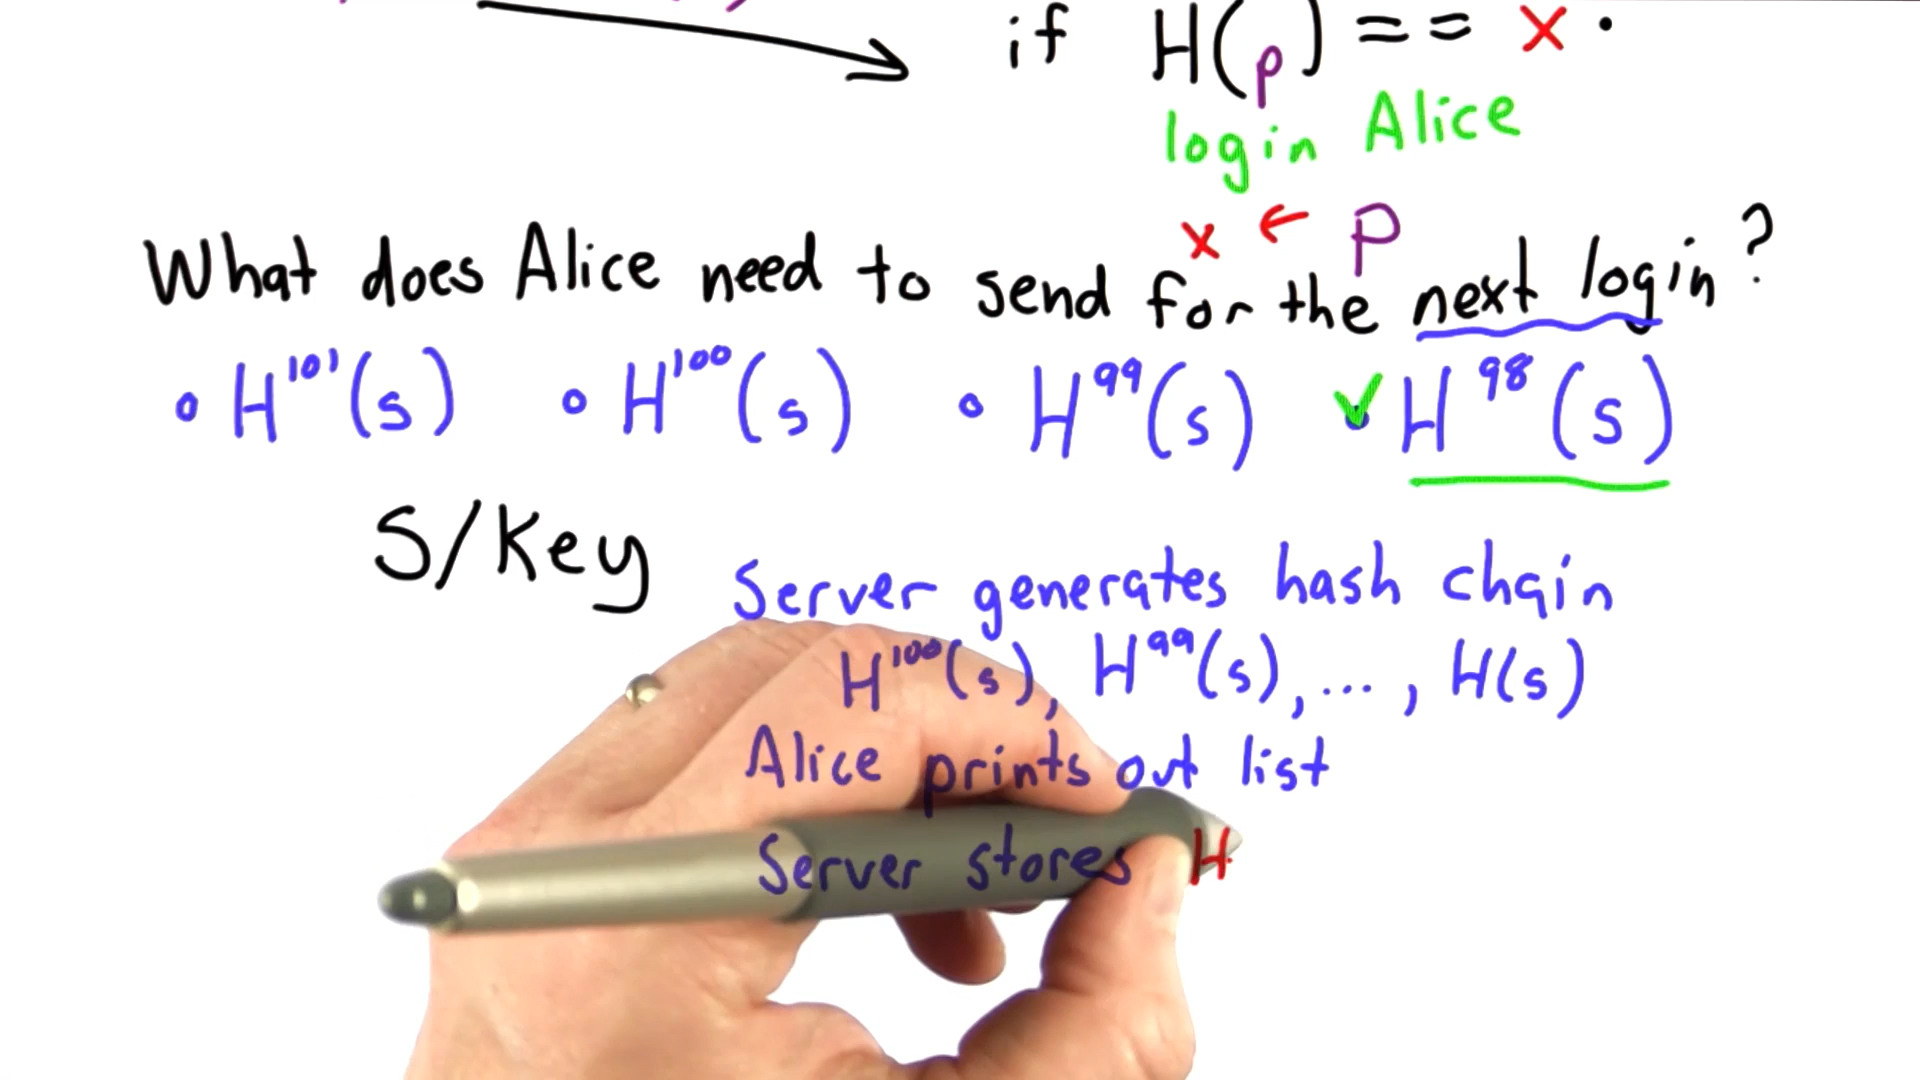 if H(p) == x .
login Alice
x ← p
What does Alice need to send for the next login?
∘ H¹⁰¹(s) ∘ H¹⁰⁰(s) ∘ H⁹⁹(s) ✓ H⁹⁸(s)
S/Key
Server generates hash chain
H¹⁰⁰(s), H⁹⁹(s), ... , H(s)
Alice prints out list
Server stores H